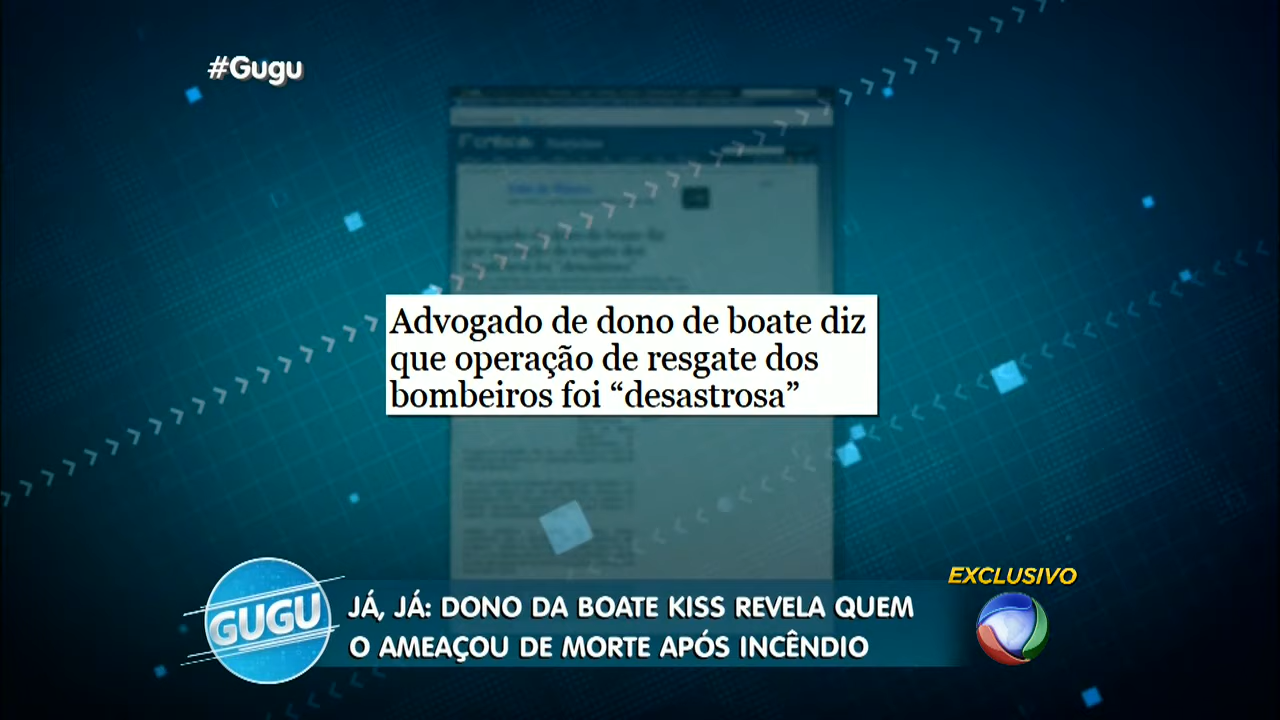 #Gugu
Advogado de dono de boate diz
que operação de resgate dos
bombeiros foi “desastrosa”
EXCLUSIVO
GUGU
JÁ, JÁ: DONO DA BOATE KISS REVELA QUEM
O AMEAÇOU DE MORTE APÓS INCÊNDIO